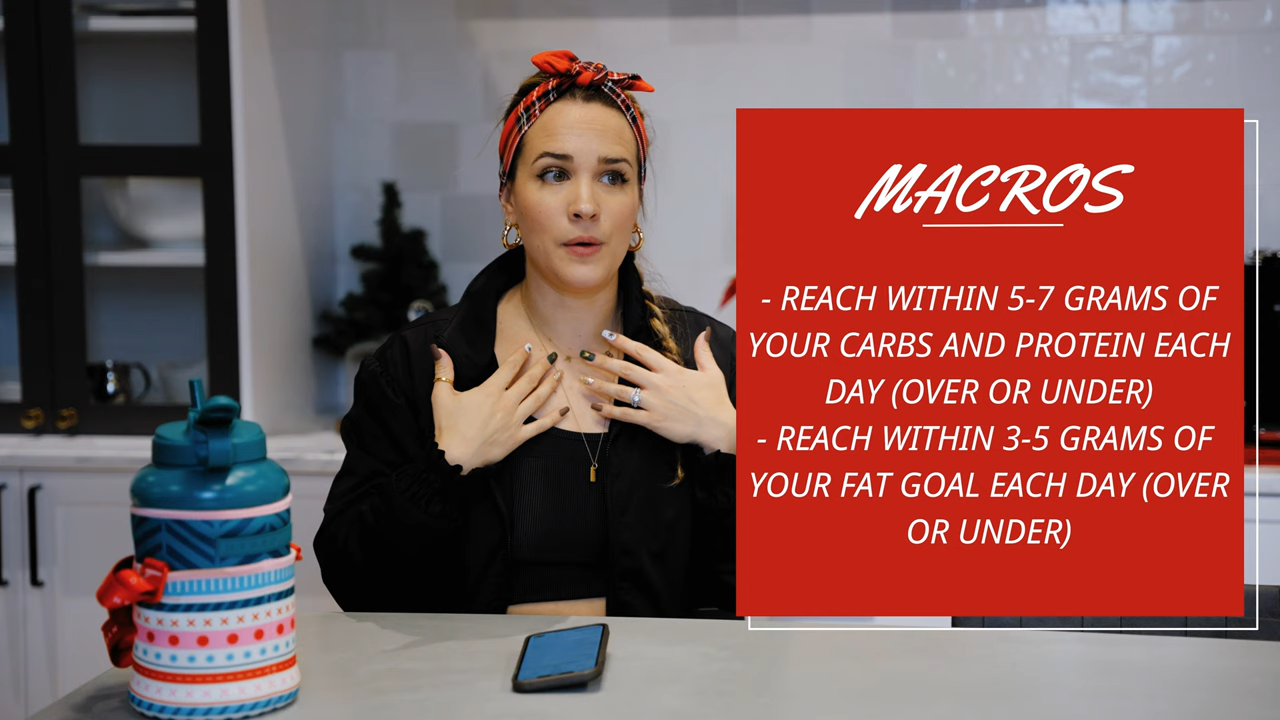 MACROS
- REACH WITHIN 5-7 GRAMS OF
YOUR CARBS AND PROTEIN EACH
DAY (OVER OR UNDER)
- REACH WITHIN 3-5 GRAMS OF
YOUR FAT GOAL EACH DAY (OVER
OR UNDER)